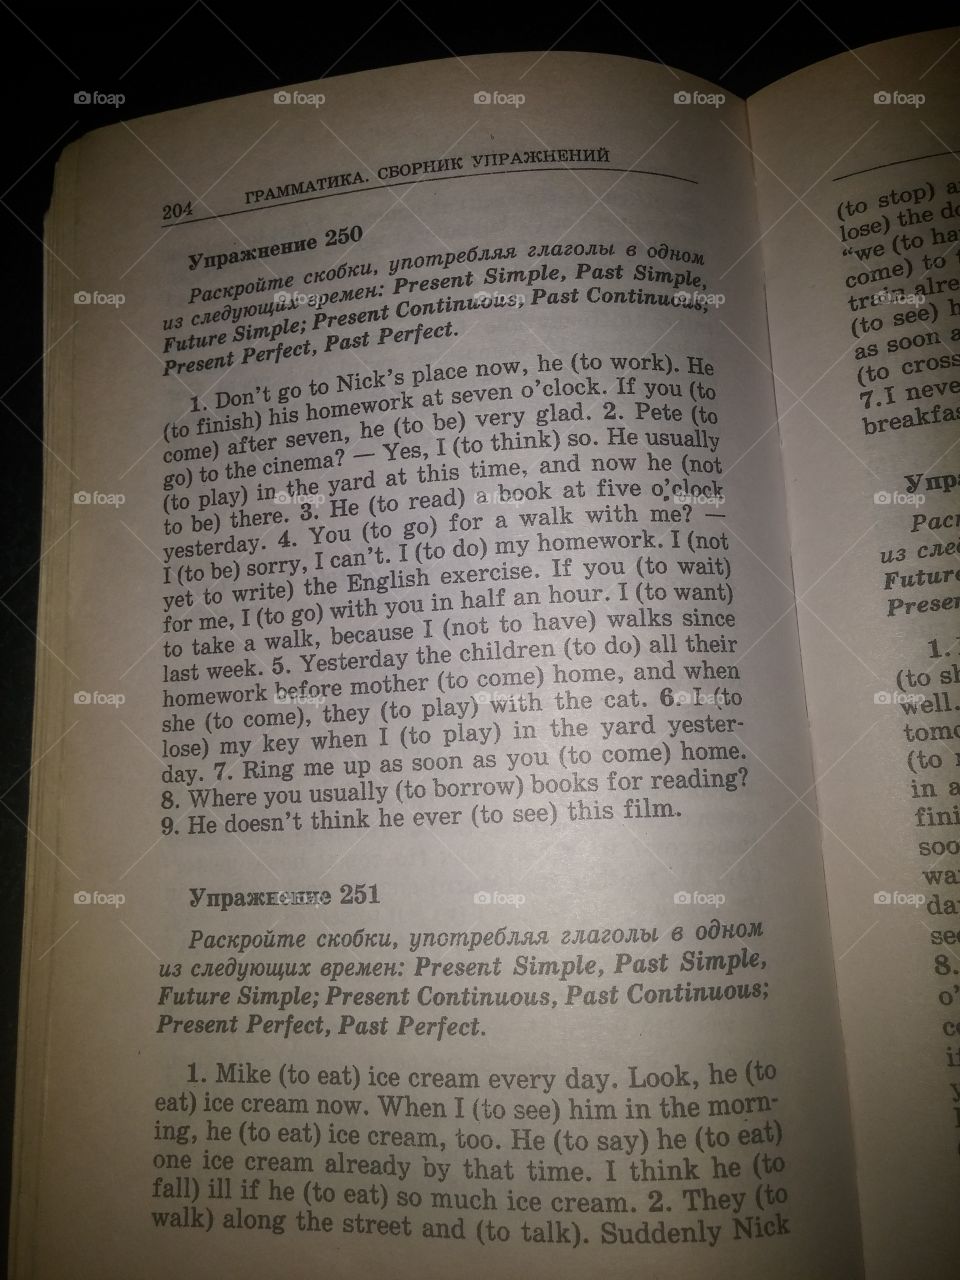 204 ГРАММАТИКА. СБОРНИК УПРАЖНЕНИЙ
Упражнение 250
Раскройте скобки, употребляя глаголы в одном
из следующих времен: Present Simple, Past Simple,
Future Simple; Present Continuous, Past Continuous;
Present Perfect, Past Perfect.
1. Don't go to Nick's place now, he (to work). He
(to finish) his homework at seven o'clock. If you (to
come) after seven, he (to be) very glad. 2. Pete (to
go) to the cinema? — Yes, I (to think) so. He usually
(to play) in the yard at this time, and now he (not
to be) there. 3. He (to read) a book at five o'clock
yesterday. 4. You (to go) for a walk with me? —
I (to be) sorry, I can't. I (to do) my homework. I (not
yet to write) the English exercise. If you (to wait)
for me, I (to go) with you in half an hour. I (to want)
to take a walk, because I (not to have) walks since
last week. 5. Yesterday the children (to do) all their
homework before mother (to come) home, and when
she (to come), they (to play) with the cat. 6. I (to
lose) my key when I (to play) in the yard yester-
day. 7. Ring me up as soon as you (to come) home.
8. Where you usually (to borrow) books for reading?
9. He doesn't think he ever (to see) this film.
Упражнение 251
Раскройте скобки, употребляя глаголы в одном
из следующих времен: Present Simple, Past Simple,
Future Simple; Present Continuous, Past Continuous;
Present Perfect, Past Perfect.
1. Mike (to eat) ice cream every day. Look, he (to
eat) ice cream now. When I (to see) him in the morn-
ing, he (to eat) ice cream, too. He (to say) he (to eat)
one ice cream already by that time. I think he (to
fall) ill if he (to eat) so much ice cream. 2. They (to
walk) along the street and (to talk). Suddenly Nick
(to stop)
lose) the
"we (to
come) to
train
(to see)
as soon
(to cross
7. I
1.
(to
well.
(to
in a
8.